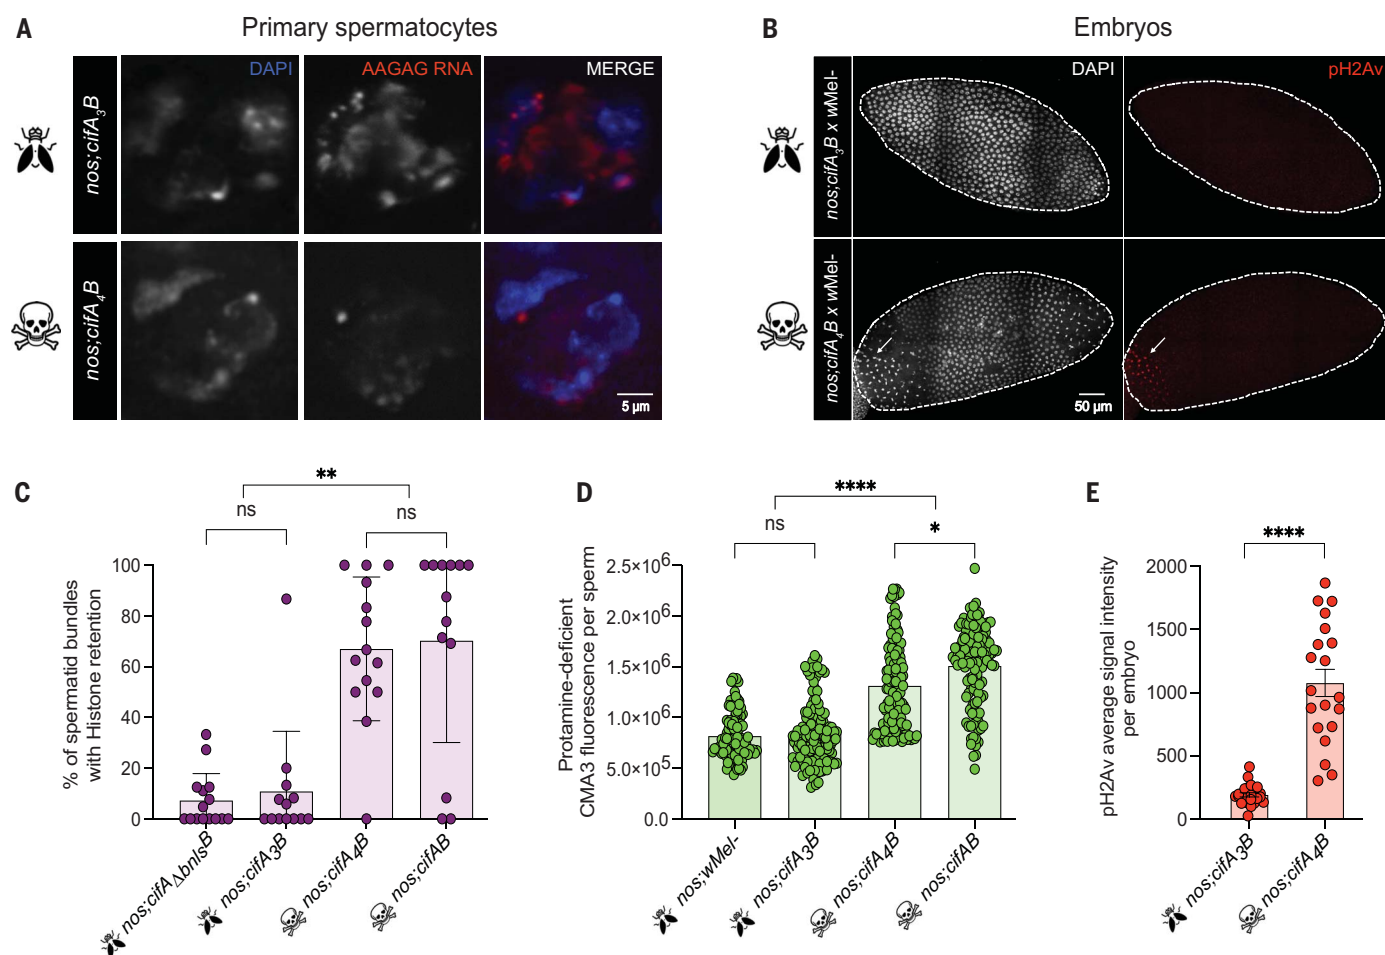 A
Primary spermatocytes
nos;cifA₃B
DAPI
AAGAG RNA
MERGE
nos;cifA₄B
5 µm
B
Embryos
nos;cifA₃B x wMel-
DAPI
pH2Av
nos;cifA₄B x wMel-
50 µm
C
**
ns
ns
% of spermatid bundles
with Histone retention
100
80
60
40
20
0
nos;cifA∆bnlsB
nos;cifA₃B
nos;cifA₄B
nos;cifAB
D
****
ns
*
Protamine-deficient
CMA3 fluorescence per sperm
2.5×10⁶
2.0×10⁶
1.5×10⁶
1.0×10⁶
5.0×10⁵
0.0
nos;wMel-
nos;cifA₃B
nos;cifA₄B
nos;cifAB
E
****
pH2Av average signal intensity
per embryo
2000
1500
1000
500
0
nos;cifA₃B
nos;cifA₄B